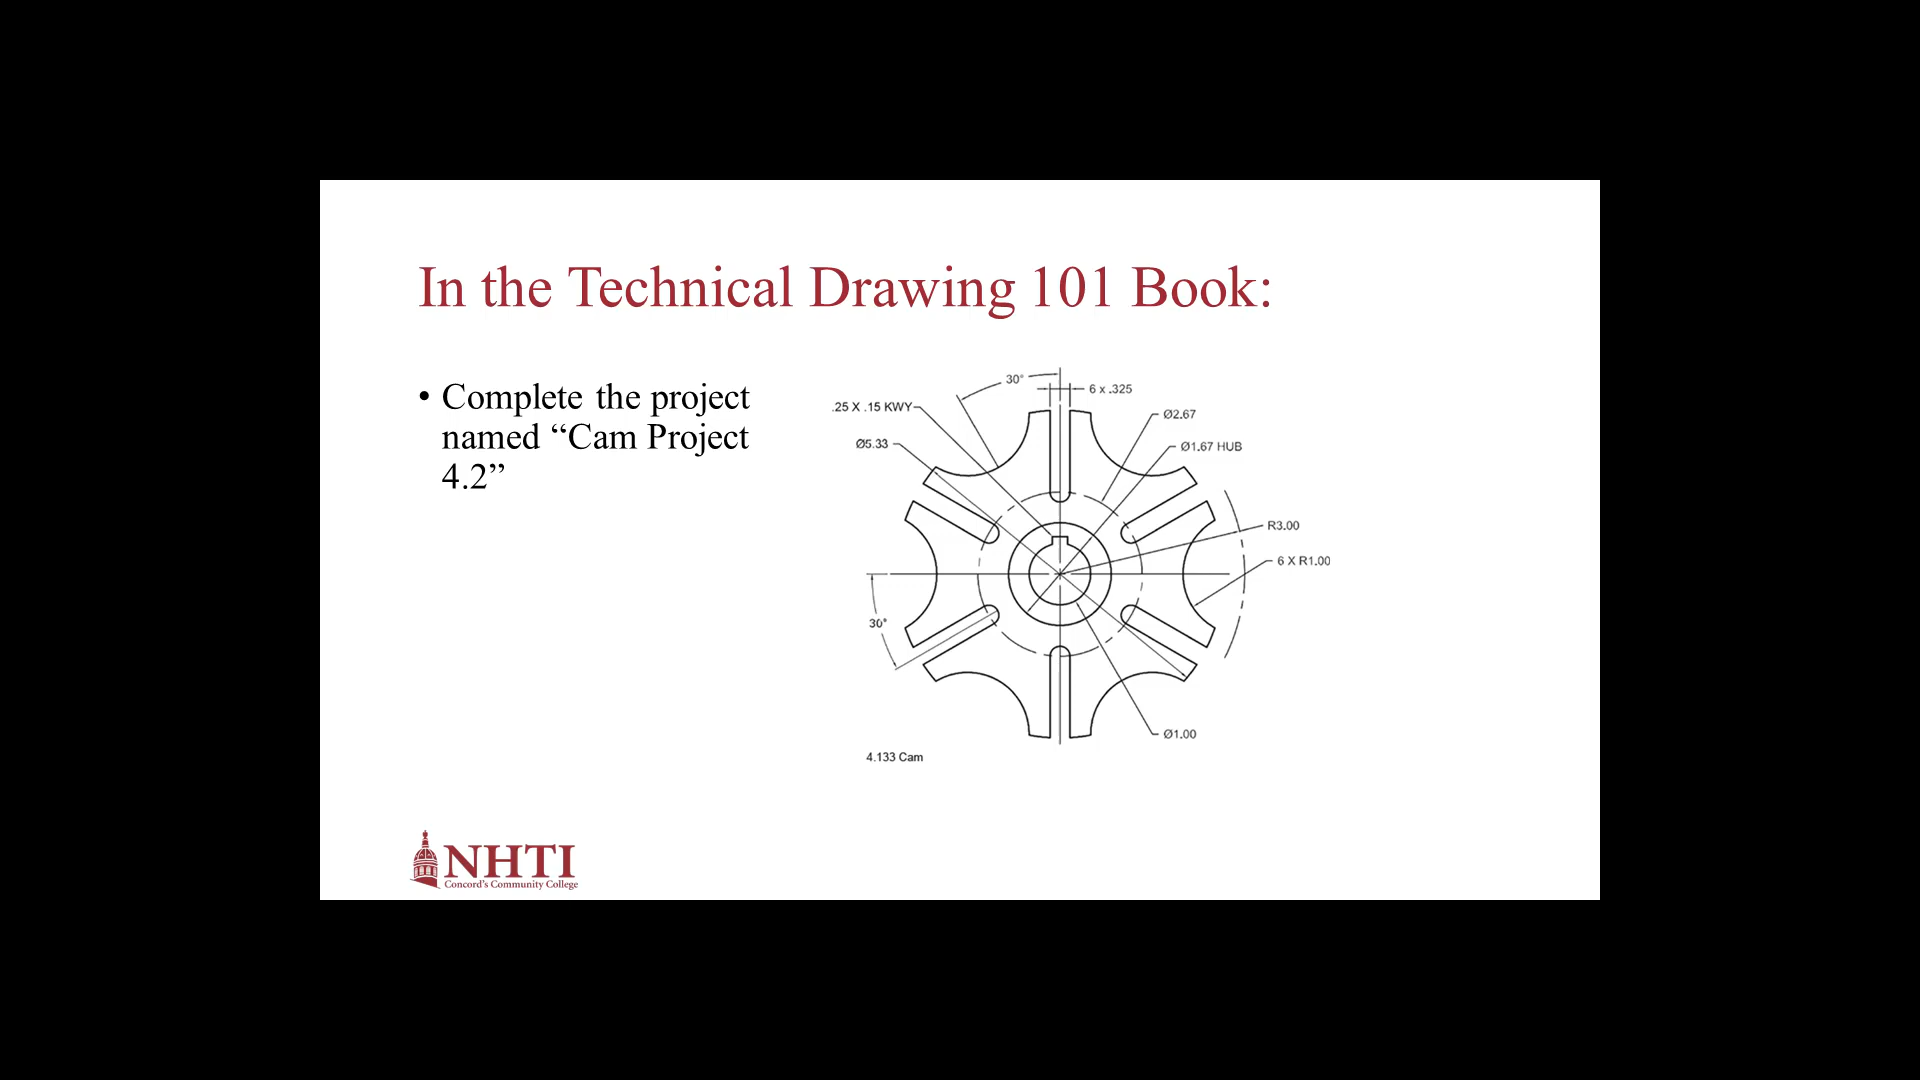 In the Technical Drawing 101 Book:
• Complete the project
named “Cam Project
4.2”
30°
6 x .325
.25 X .15 KWY
Ø2.67
Ø5.33
Ø1.67 HUB
R3.00
6 X R1.00
30°
Ø1.00
4.133 Cam
NHTI
Concord's Community College